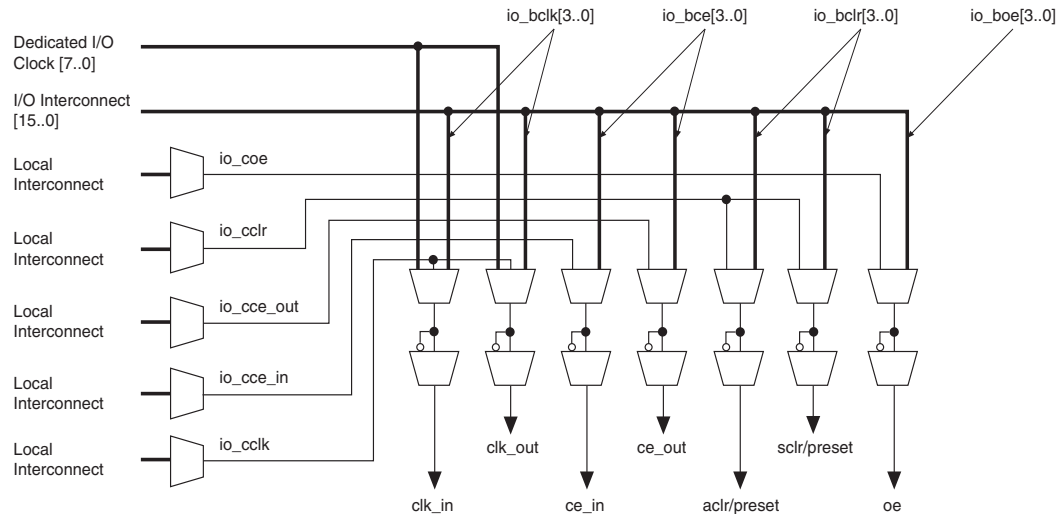 io_bclk[3..0]
io_bce[3..0]
io_bclr[3..0]
io_boe[3..0]
Dedicated I/O
Clock [7..0]
I/O Interconnect
[15..0]
Local
Interconnect
io_coe
Local
Interconnect
io_cclr
Local
Interconnect
io_cce_out
Local
Interconnect
io_cce_in
Local
Interconnect
io_cclk
clk_out
ce_out
sclr/preset
clk_in
ce_in
aclr/preset
oe